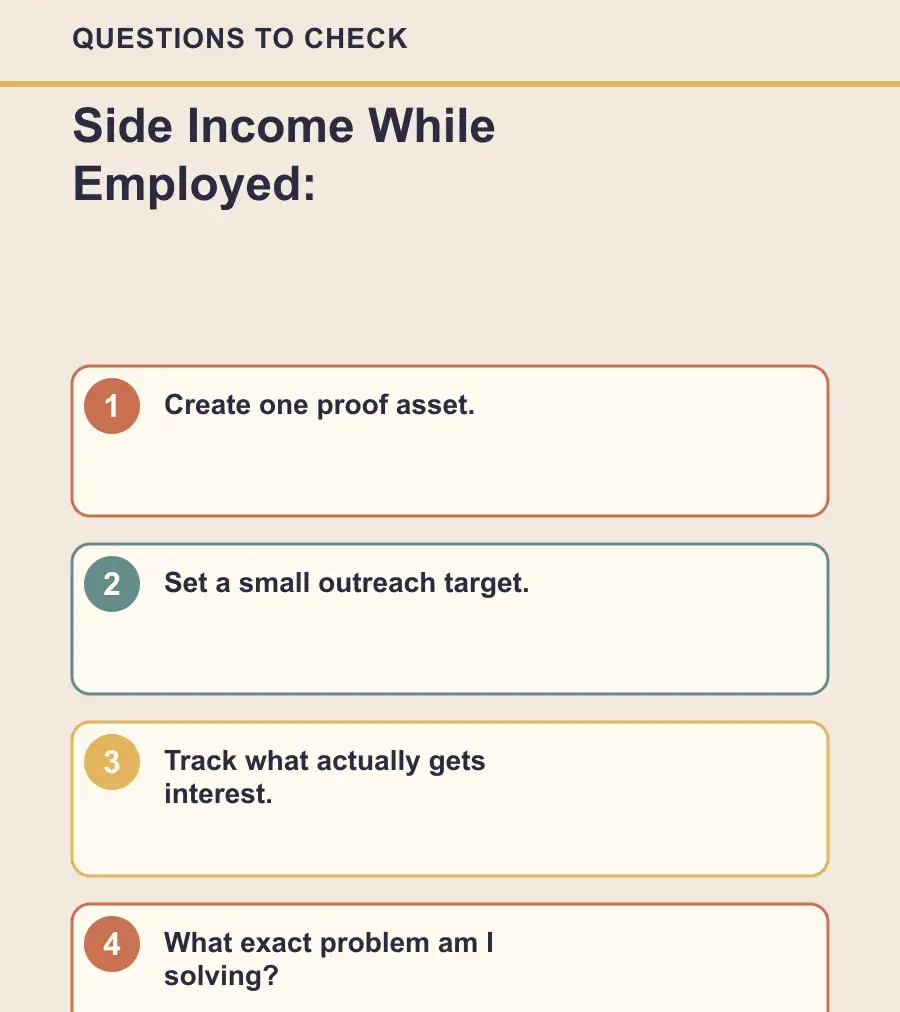 QUESTIONS TO CHECK
Side Income While
Employed:
1 Create one proof asset.
2 Set a small outreach target.
3 Track what actually gets
interest.
4 What exact problem am I
solving?